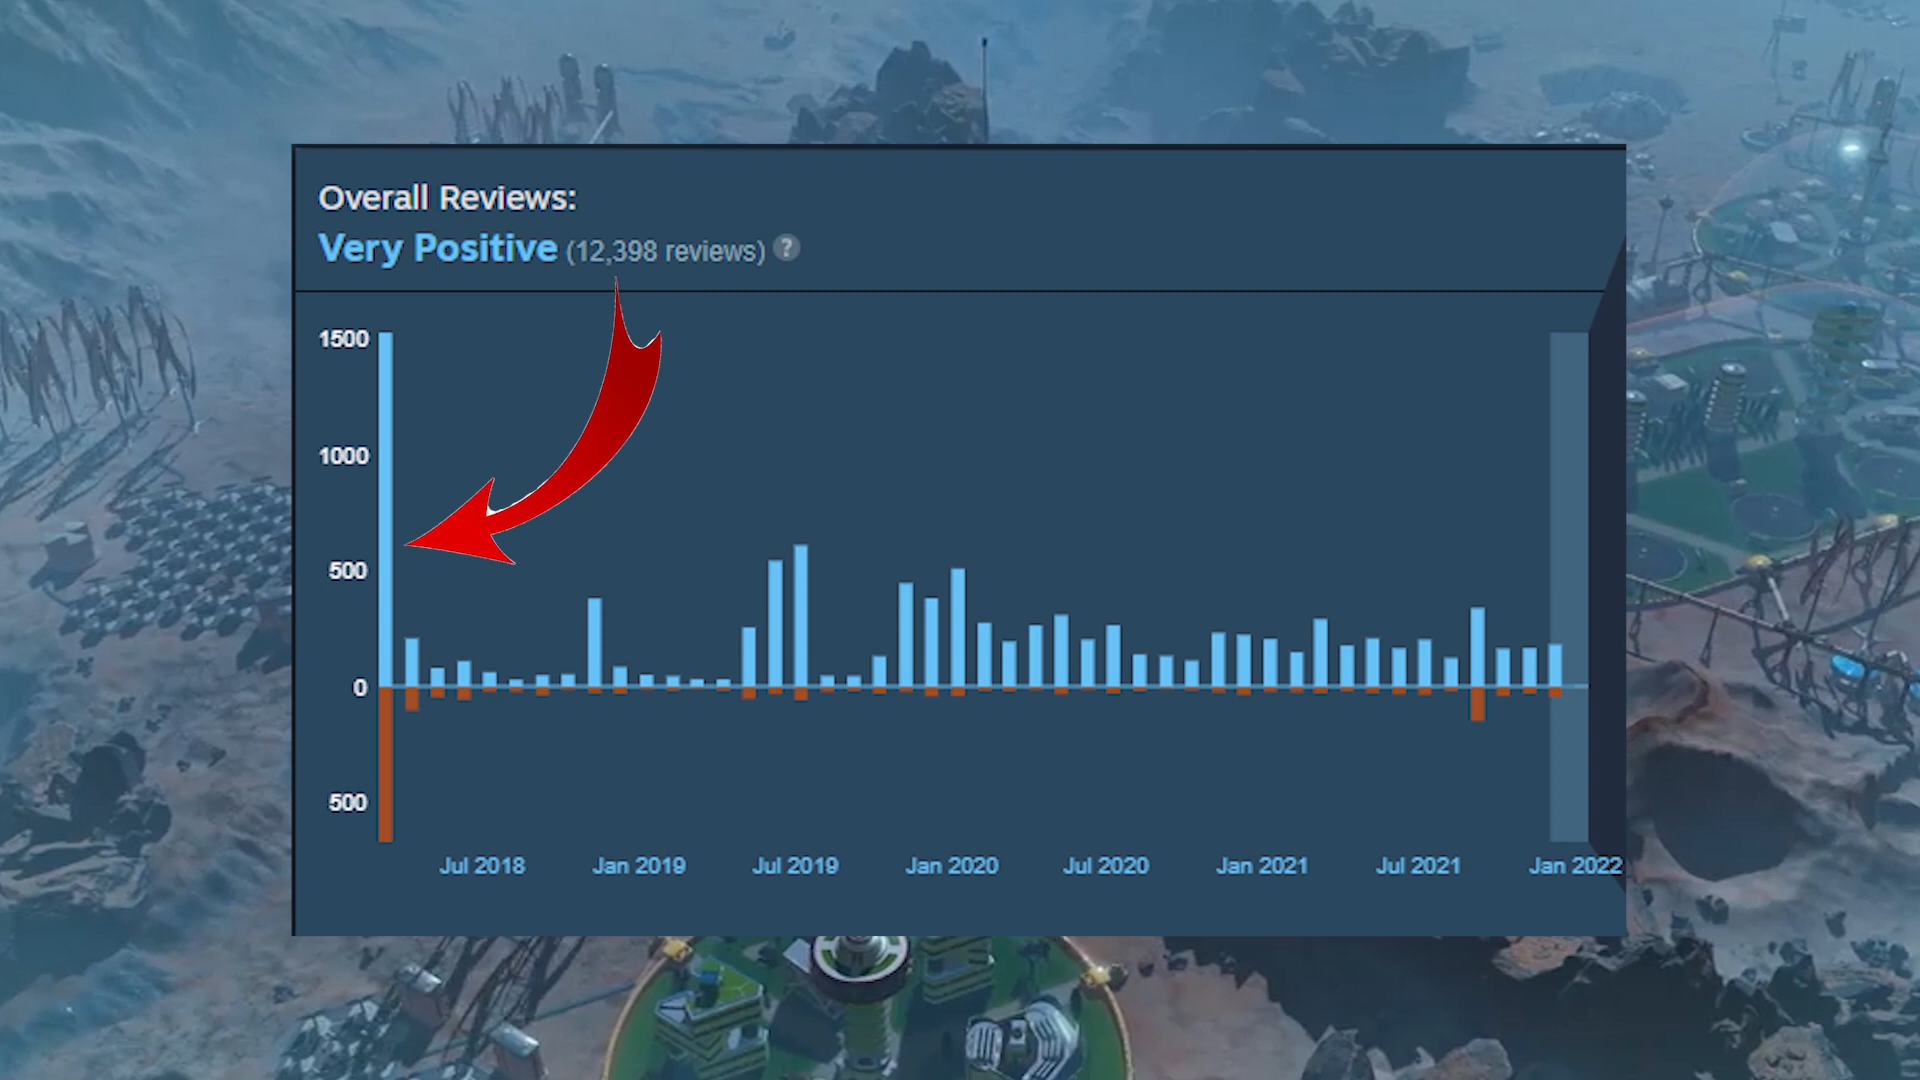 Overall Reviews:
Very Positive (12,398 reviews) ?
1500
1000
500
0
500
Jul 2018 Jan 2019 Jul 2019 Jan 2020 Jul 2020 Jan 2021 Jul 2021 Jan 2022